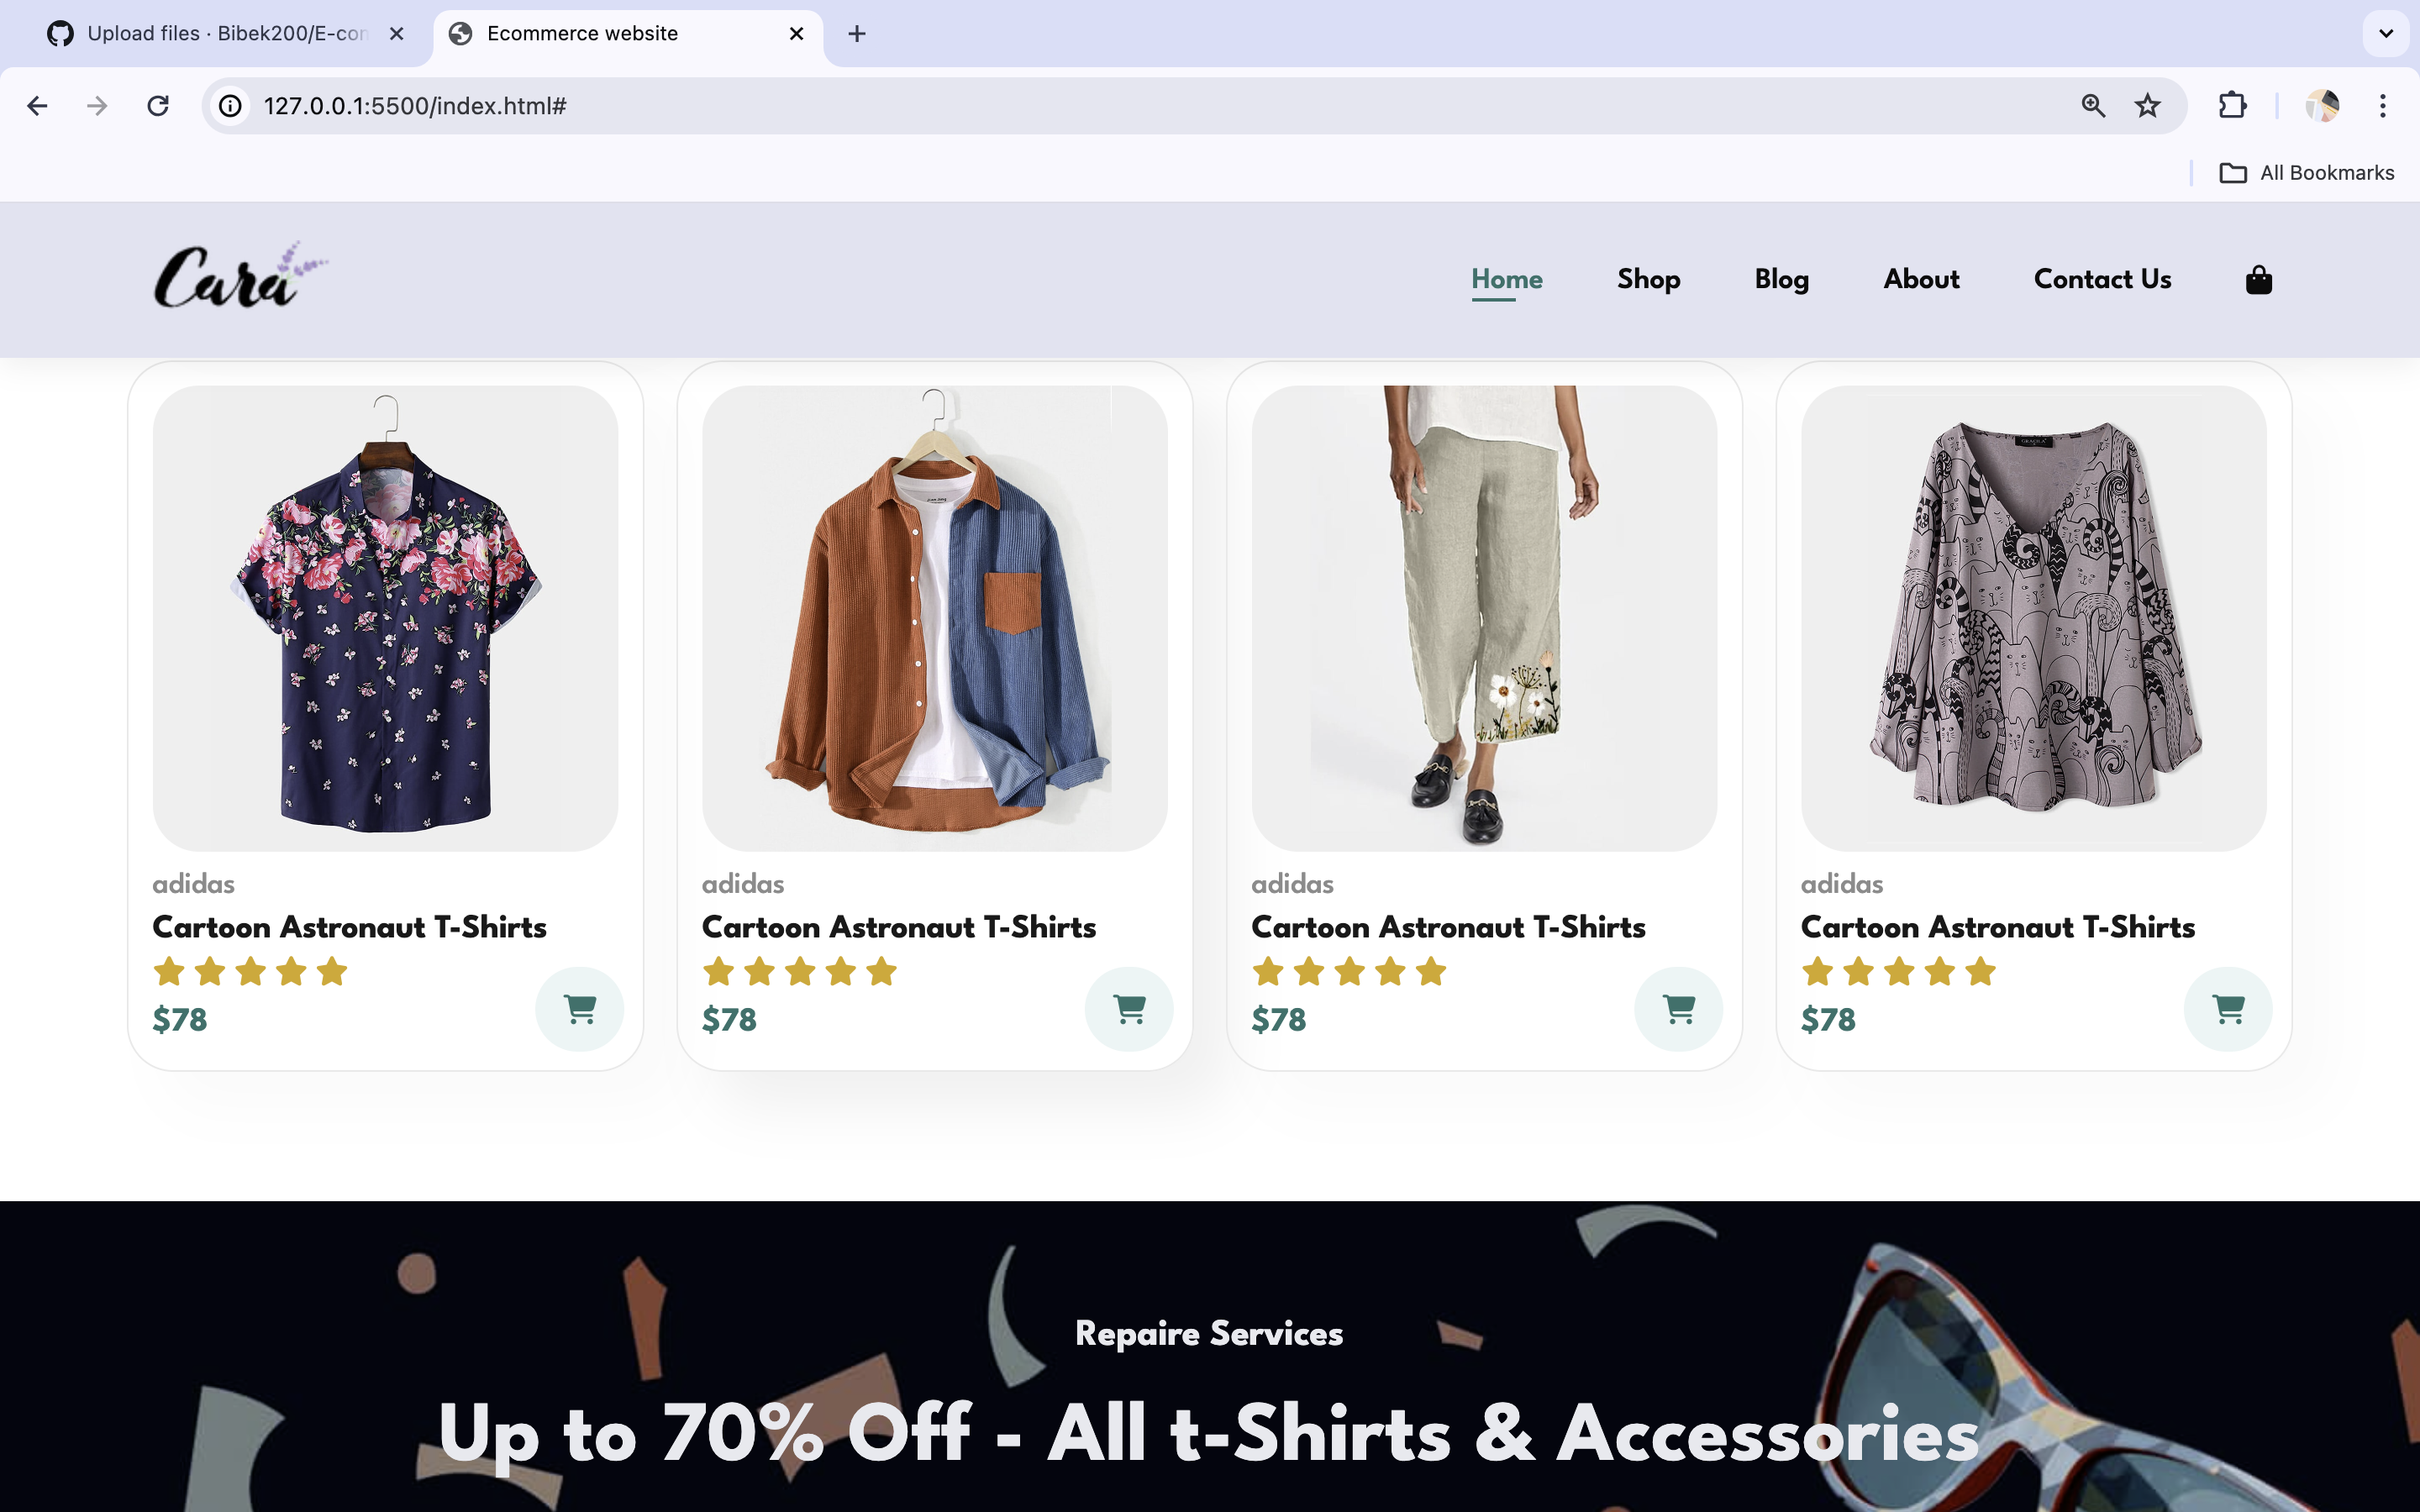 Upload files · Bibek200/E-con
Ecommerce website
127.0.0.1:5500/index.html#
All Bookmarks
Cara
Home
Shop
Blog
About
Contact Us
adidas
Cartoon Astronaut T-Shirts
$78
adidas
Cartoon Astronaut T-Shirts
$78
adidas
Cartoon Astronaut T-Shirts
$78
adidas
Cartoon Astronaut T-Shirts
$78
Repaire Services
Up to 70% Off - All t-Shirts & Accessories